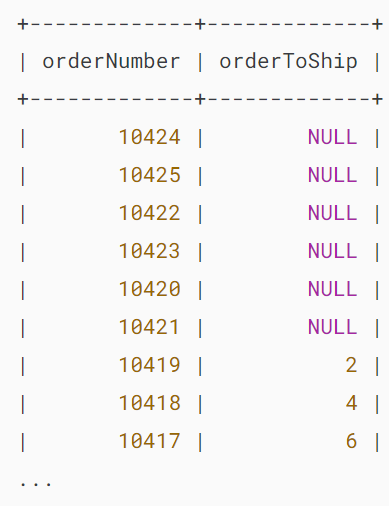 +-------------+-------------+
| orderNumber | orderToShip |
+-------------+-------------+
|       10424 |        NULL |
|       10425 |        NULL |
|       10422 |        NULL |
|       10423 |        NULL |
|       10420 |        NULL |
|       10421 |        NULL |
|       10419 |           2 |
|       10418 |           4 |
|       10417 |           6 |
...